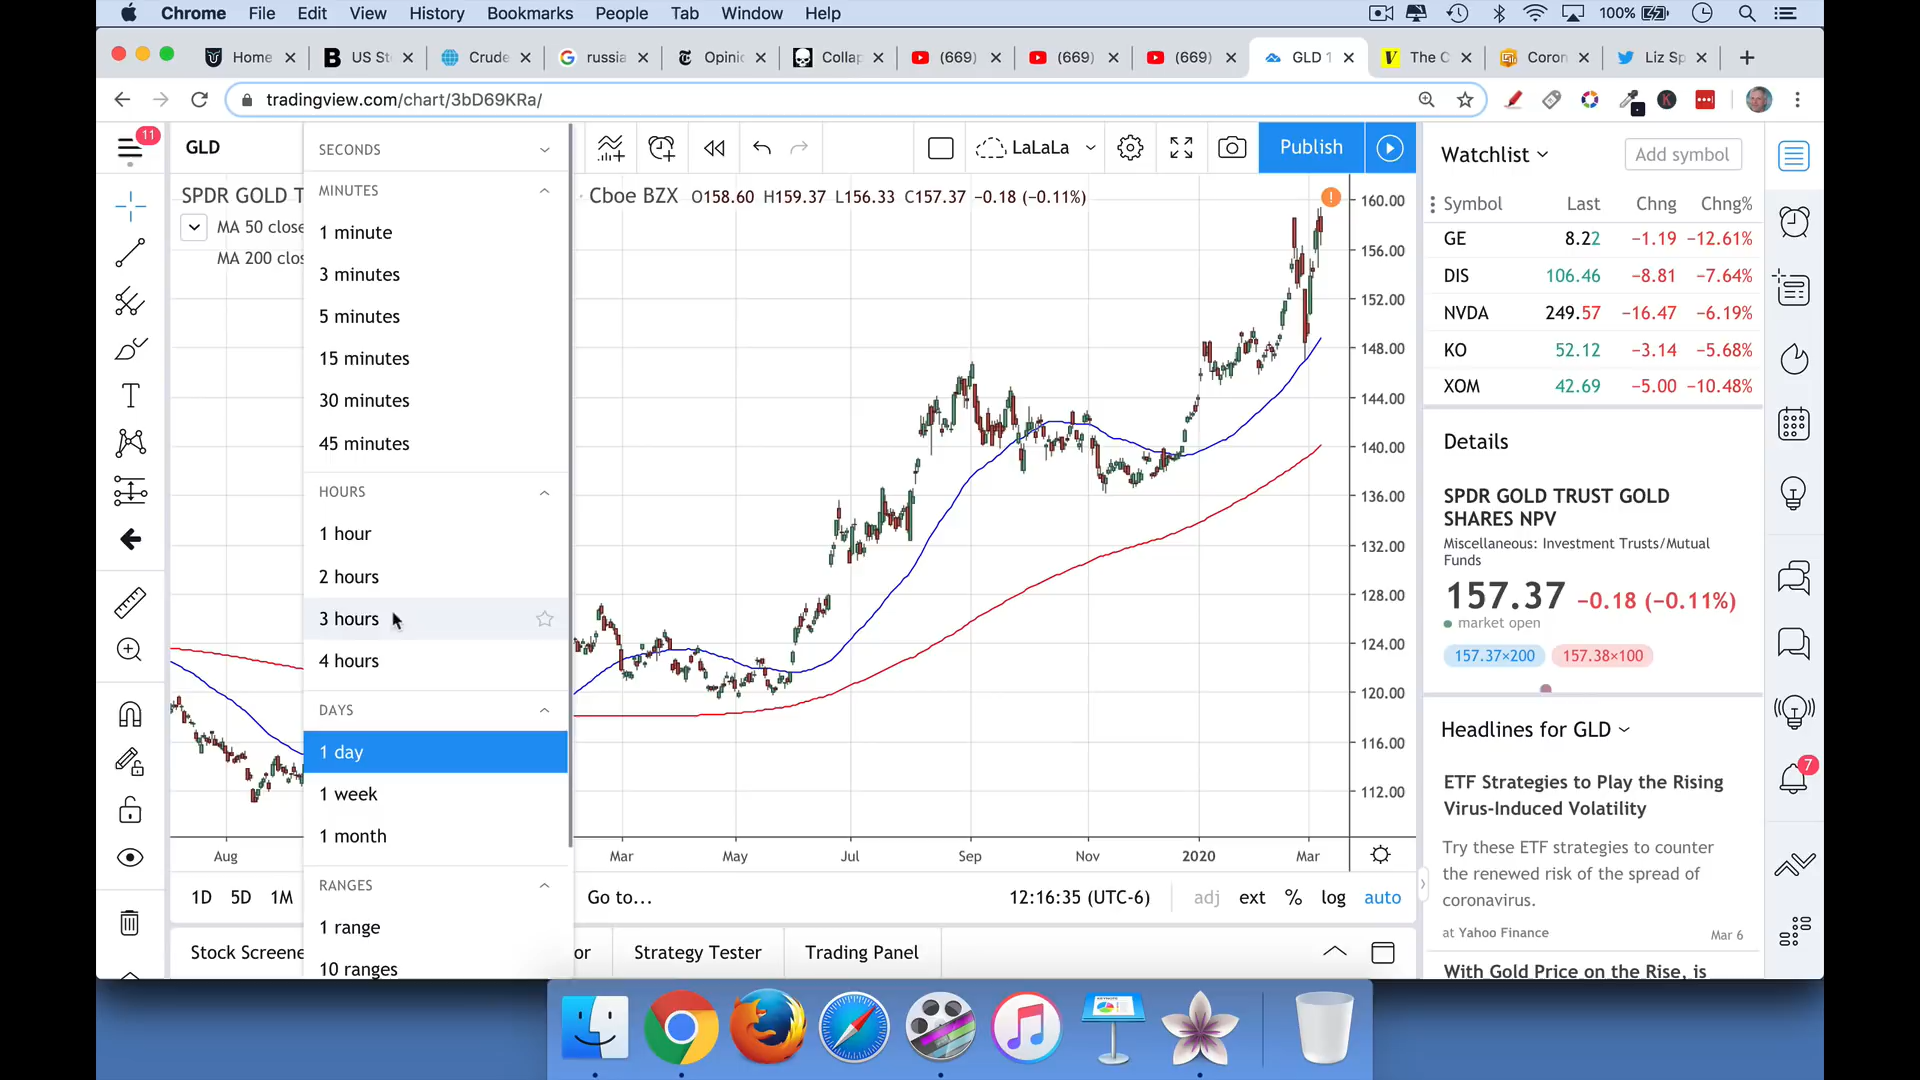 Chrome File Edit View History Bookmarks People Tab Window Help 100%
Home US St Crude russia Opinio Collap (669) (669) (669) GLD 1 The C Coron Liz Sp
tradingview.com/chart/3bD69KRa/
11 GLD LaLaLa Publish
SPDR GOLD T Cboe BZX O158.60 H159.37 L156.33 C157.37 −0.18 (−0.11%)
MA 50 close
MA 200 clos
SECONDS
MINUTES
1 minute
3 minutes
5 minutes
15 minutes
30 minutes
45 minutes
HOURS
1 hour
2 hours
3 hours
4 hours
DAYS
1 day
1 week
1 month
RANGES
1 range
10 ranges
160.00
156.00
152.00
148.00
144.00
140.00
136.00
132.00
128.00
124.00
120.00
116.00
112.00
Aug Mar May Jul Sep Nov 2020 Mar
1D 5D 1M Go to... 12:16:35 (UTC-6) adj ext % log auto
Stock Screene or Strategy Tester Trading Panel
Watchlist Add symbol
Symbol Last Chng Chng%
GE 8.22 −1.19 −12.61%
DIS 106.46 −8.81 −7.64%
NVDA 249.57 −16.47 −6.19%
KO 52.12 −3.14 −5.68%
XOM 42.69 −5.00 −10.48%
Details
SPDR GOLD TRUST GOLD
SHARES NPV
Miscellaneous: Investment Trusts/Mutual
Funds
157.37 −0.18 (−0.11%)
market open
157.37×200 157.38×100
Headlines for GLD
ETF Strategies to Play the Rising
Virus-Induced Volatility
Try these ETF strategies to counter
the renewed risk of the spread of
coronavirus.
at Yahoo Finance Mar 6
With Gold Price on the Rise, is
7